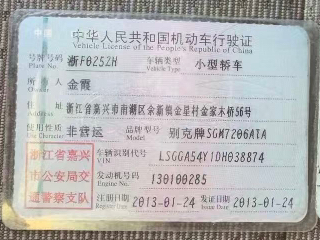 中华人民共和国机动车行驶证
Vehicle License of the People's Republic of China
号牌号码 浙F025ZH 车辆类型 小型轿车
Plate No. Vehicle Type
所有人 金霞
Owner
住址 浙江省嘉兴市南湖区余新镇金星村金家木桥56号
Address
使用性质 非营运 品牌型号 别克牌SGM7206ATA
Use Character Model
浙江省嘉兴市公安局交通警察支队
车辆识别代号 LSGGA54Y1DH038874
VIN
发动机号码 130100285
Engine No.
注册日期 2013-01-24 发证日期 2013-01-24
Register Date Issue Date